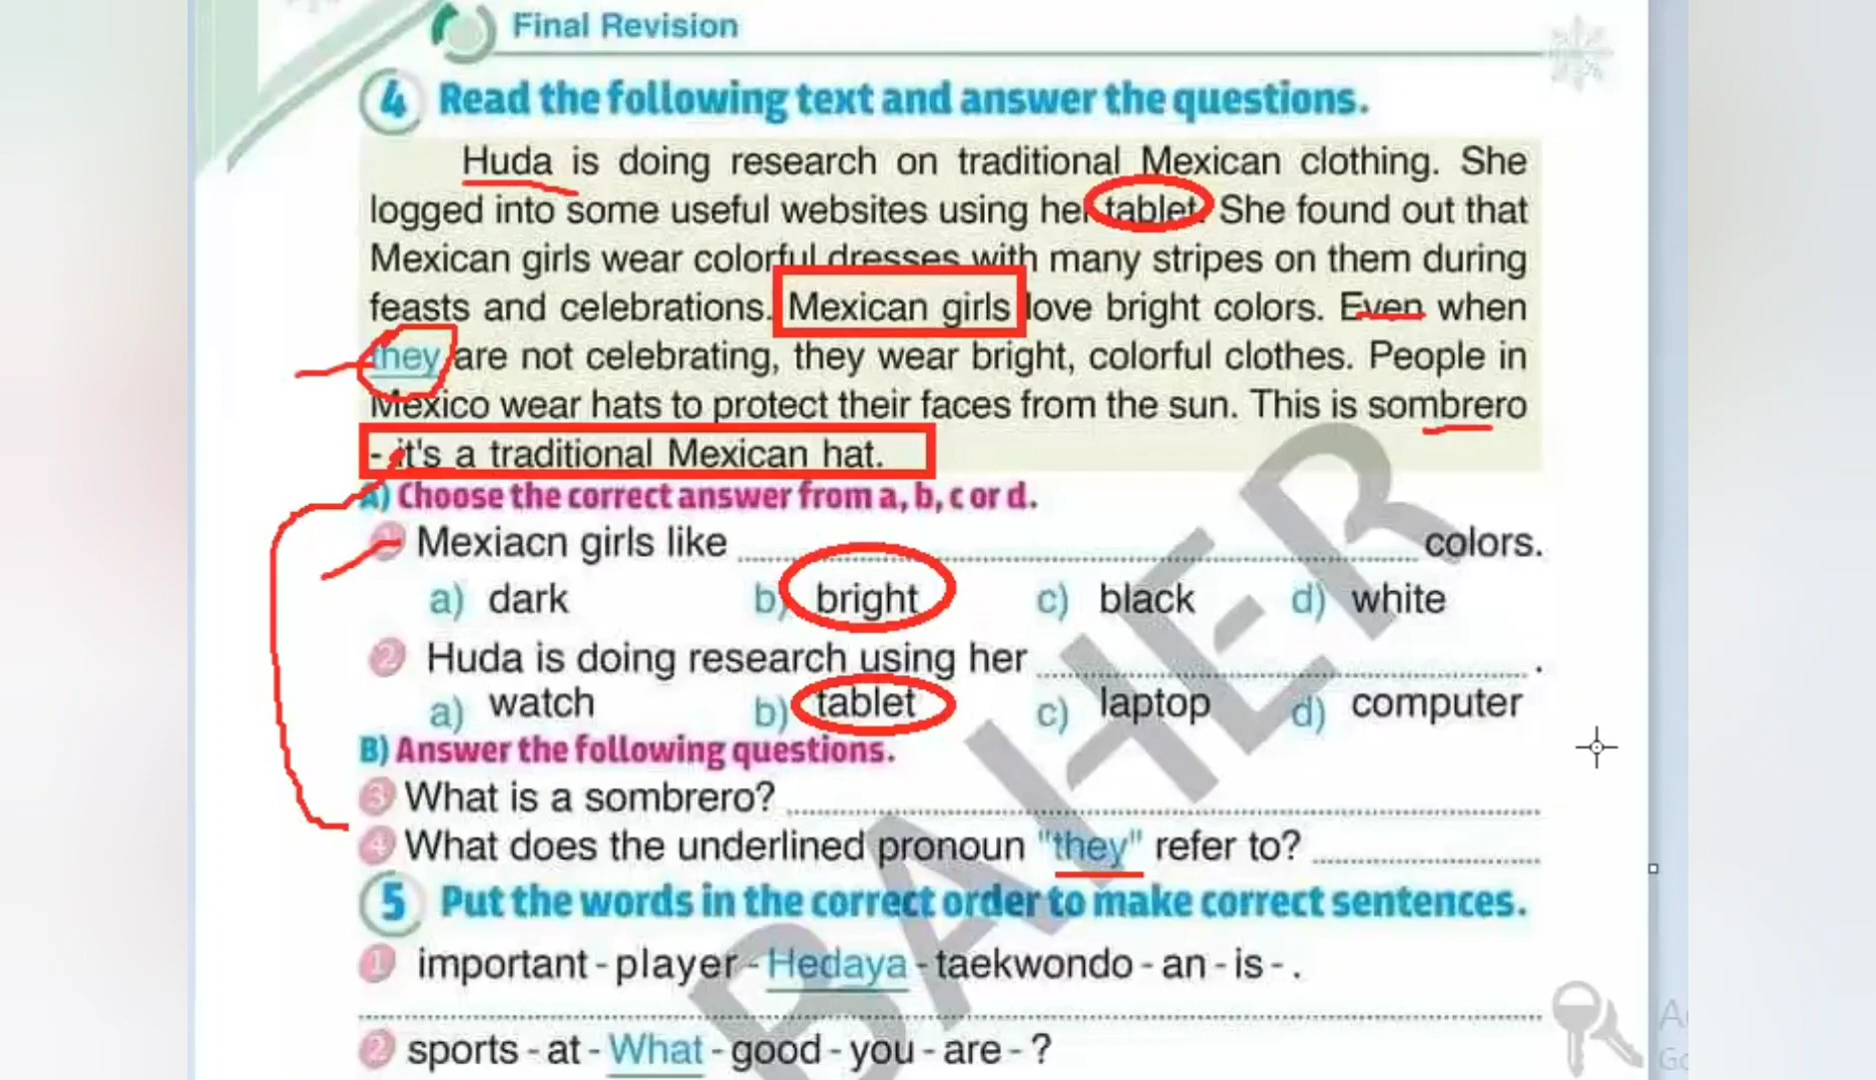 Final Revision
4 Read the following text and answer the questions.
Huda is doing research on traditional Mexican clothing. She
logged into some useful websites using her tablet. She found out that
Mexican girls wear colorful dresses with many stripes on them during
feasts and celebrations. Mexican girls love bright colors. Even when
they are not celebrating, they wear bright, colorful clothes. People in
Mexico wear hats to protect their faces from the sun. This is sombrero
- it's a traditional Mexican hat.
A) Choose the correct answer from a, b, c or d.
1 Mexiacn girls like ........ colors.
a) dark b) bright c) black d) white
2 Huda is doing research using her ........ .
a) watch b) tablet c) laptop d) computer
B) Answer the following questions.
3 What is a sombrero? ........
4 What does the underlined pronoun "they" refer to? ........
5 Put the words in the correct order to make correct sentences.
1 important - player - Hedaya - taekwondo - an - is - .
2 sports - at - What - good - you - are - ?
BAHER